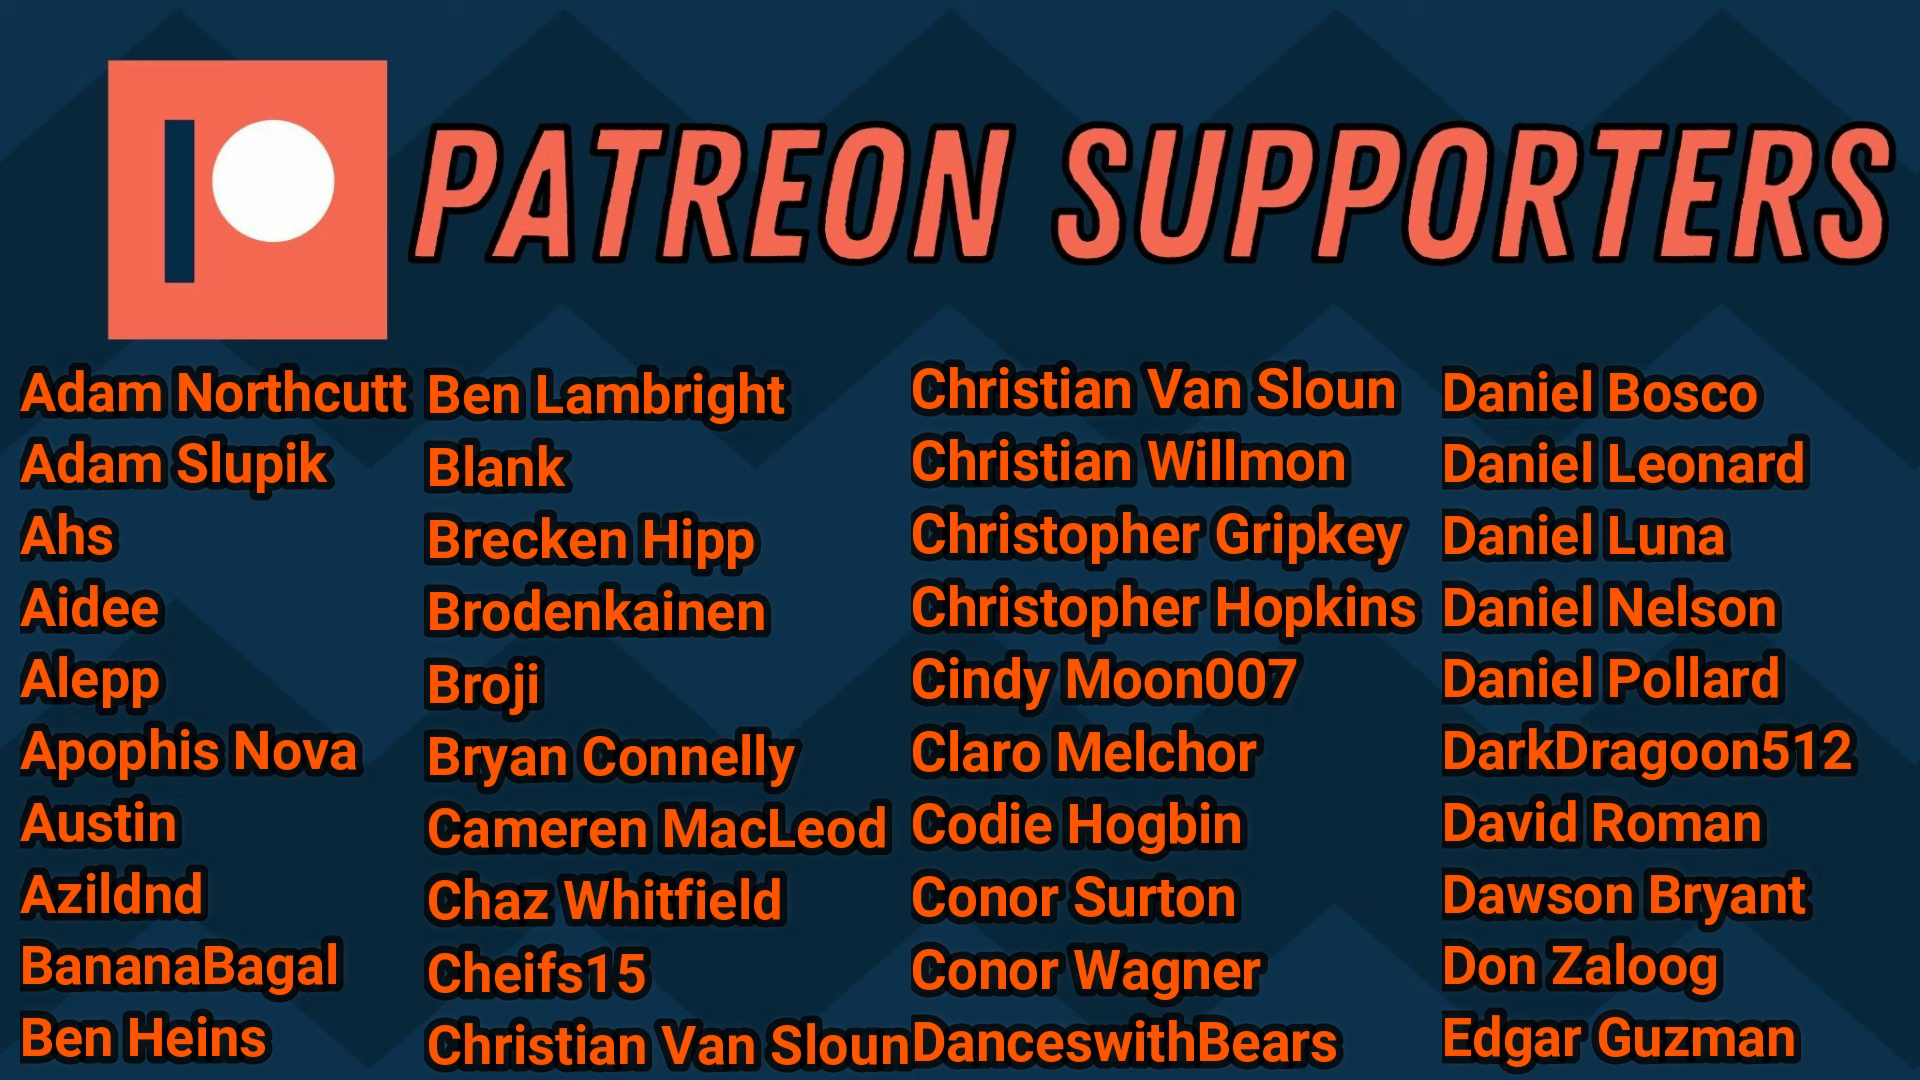 PATREON SUPPORTERS
Adam Northcutt
Adam Slupik
Ahs
Aidee
Alepp
Apophis Nova
Austin
Azildnd
BananaBagal
Ben Heins
Ben Lambright
Blank
Brecken Hipp
Brodenkainen
Broji
Bryan Connelly
Cameren MacLeod
Chaz Whitfield
Cheifs15
Christian Van Sloun
Christian Van Sloun
Christian Willmon
Christopher Gripkey
Christopher Hopkins
Cindy Moon007
Claro Melchor
Codie Hogbin
Conor Surton
Conor Wagner
DanceswithBears
Daniel Bosco
Daniel Leonard
Daniel Luna
Daniel Nelson
Daniel Pollard
DarkDragoon512
David Roman
Dawson Bryant
Don Zaloog
Edgar Guzman